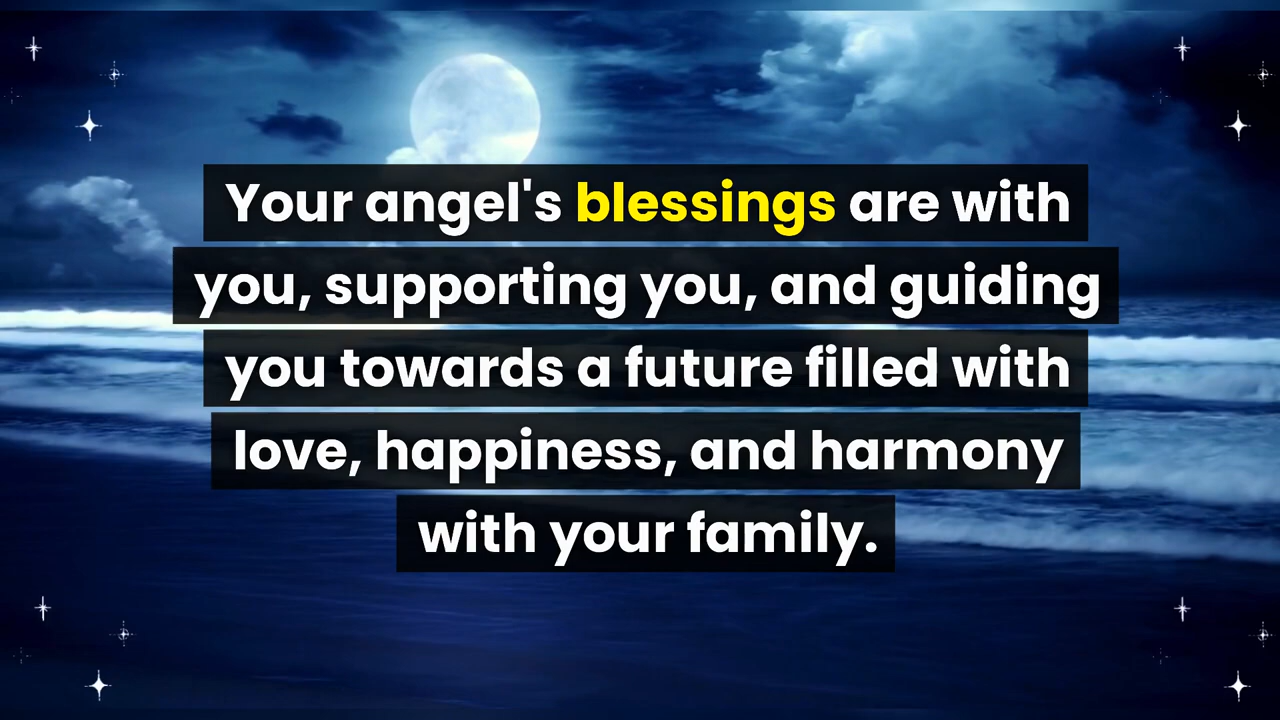 Your angel's blessings are with
you, supporting you, and guiding
you towards a future filled with
love, happiness, and harmony
with your family.